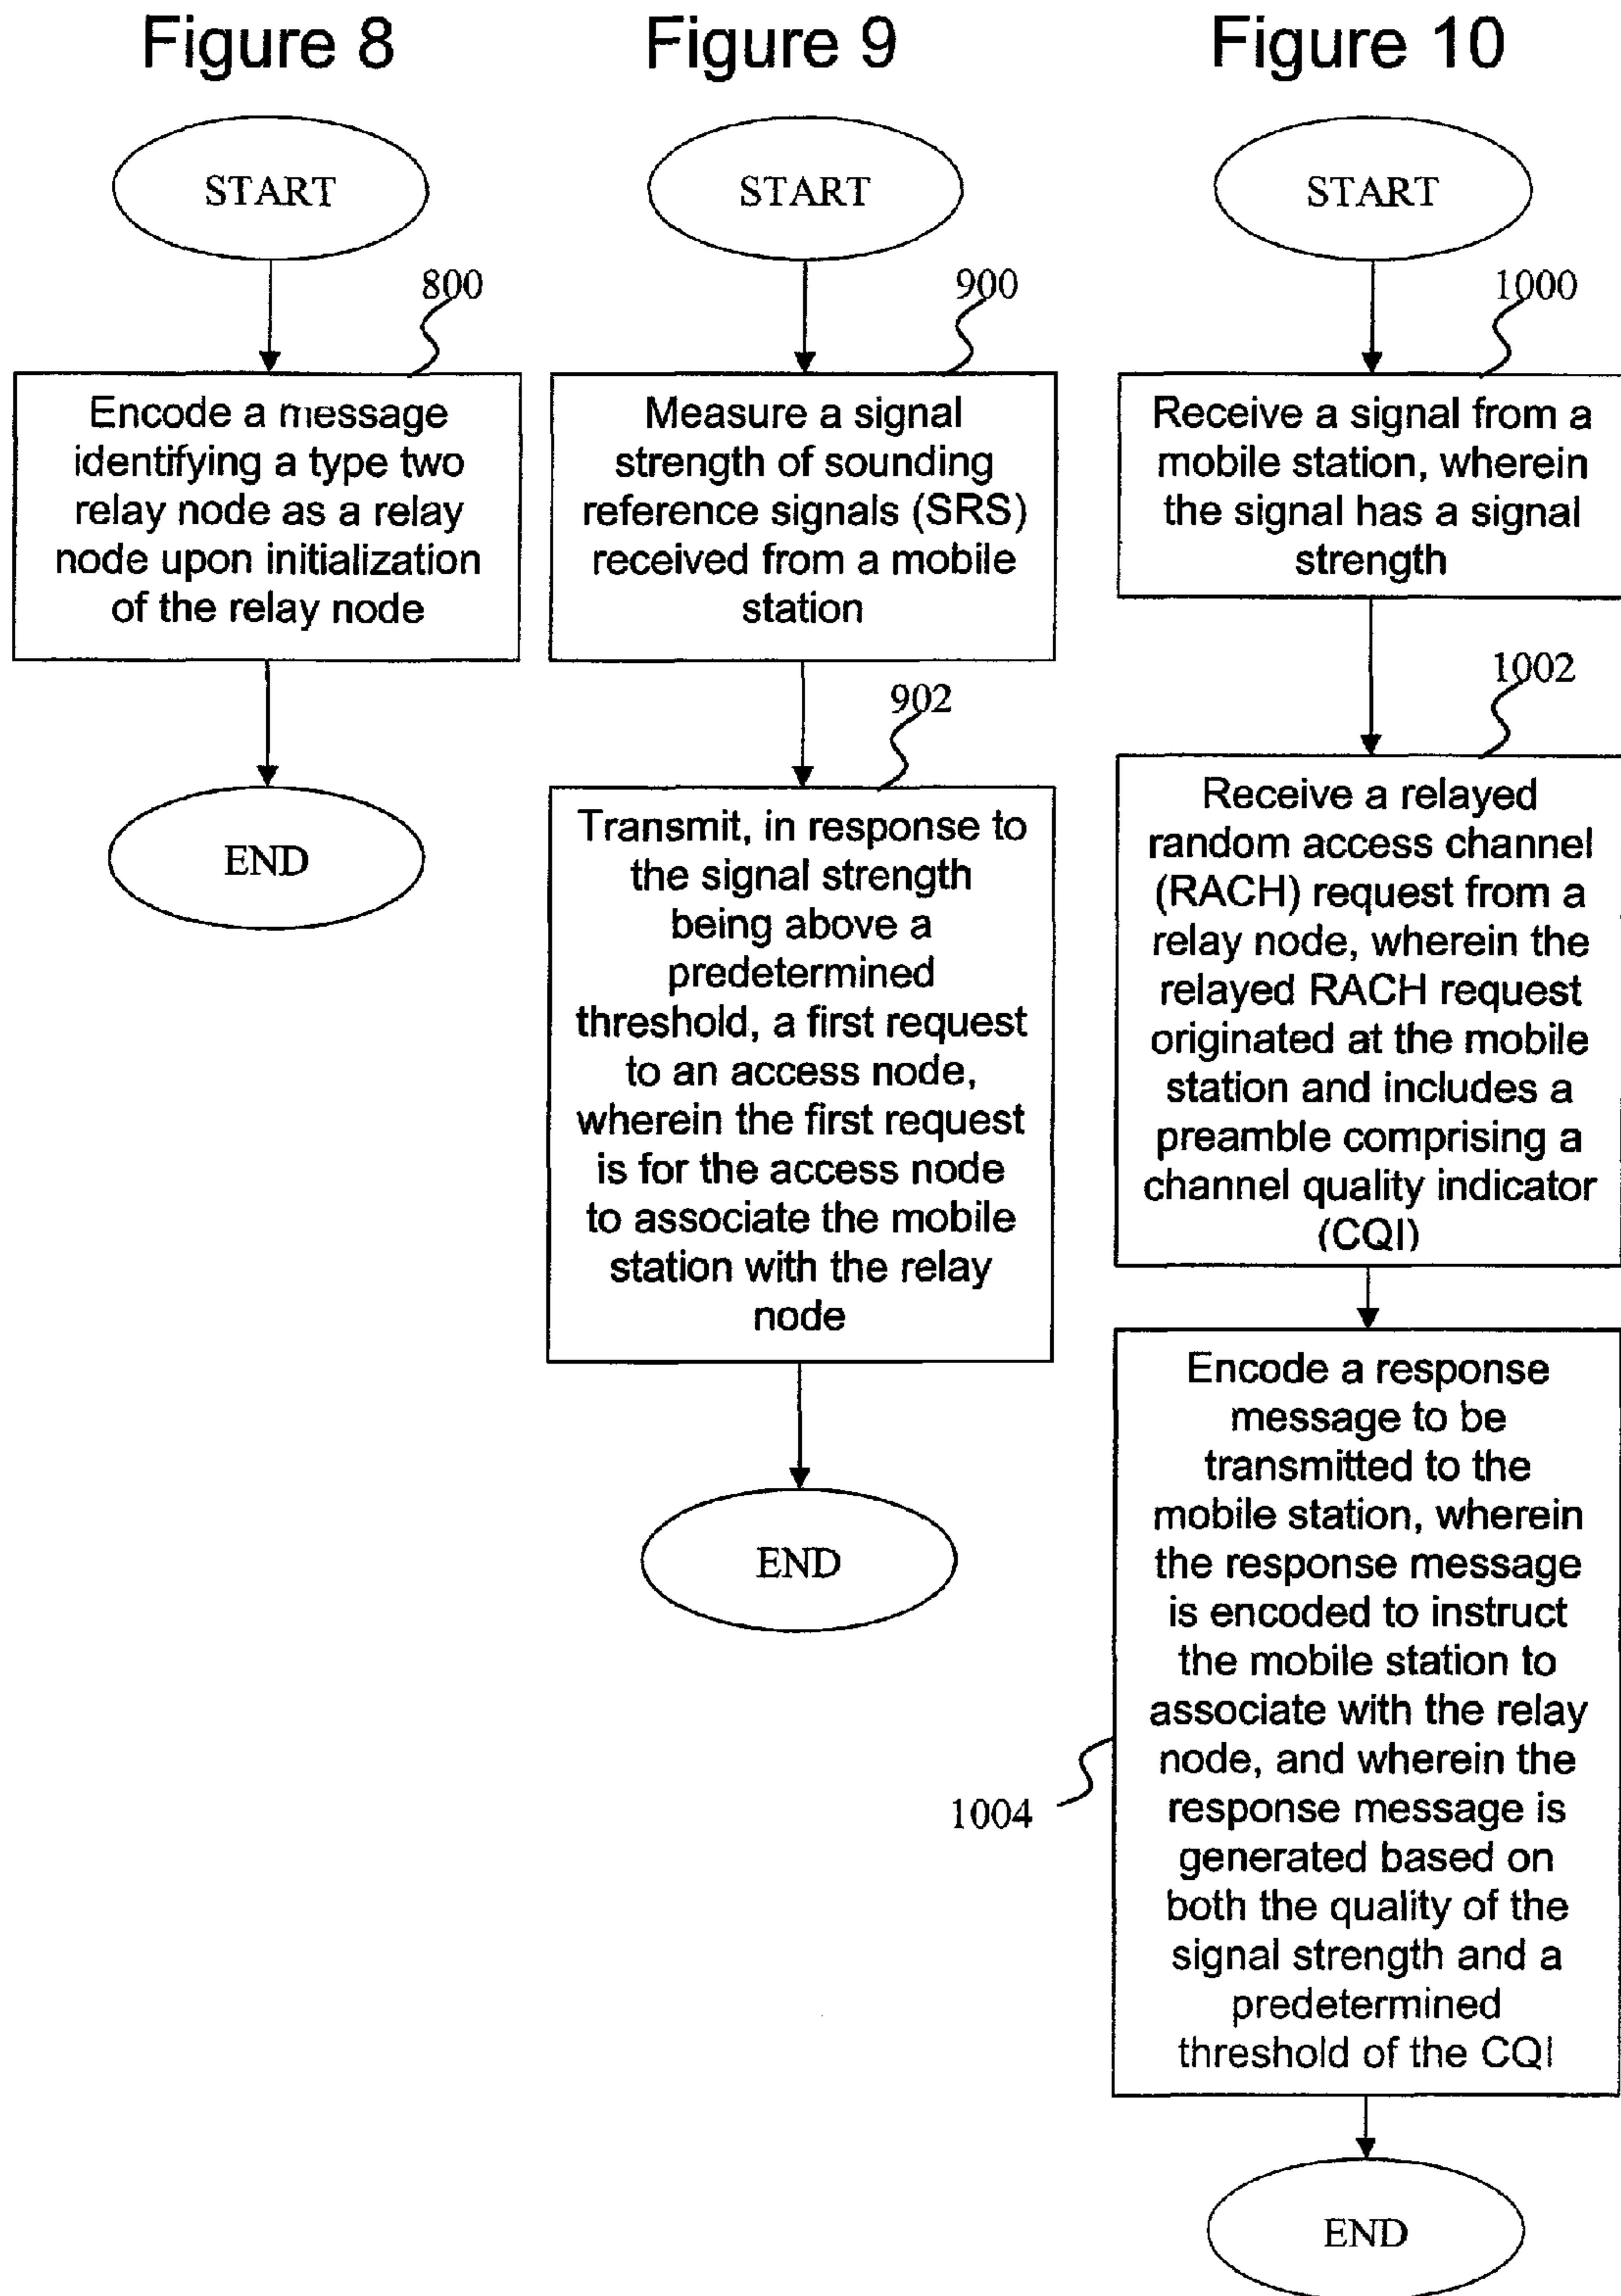 Figure 8
START
800
Encode a message
identifying a type two
relay node as a relay
node upon initialization
of the relay node
END
Figure 9
START
900
Measure a signal
strength of sounding
reference signals (SRS)
received from a mobile
station
902
Transmit, in response to
the signal strength
being above a
predetermined
threshold, a first request
to an access node,
wherein the first request
is for the access node
to associate the mobile
station with the relay
node
END
Figure 10
START
1000
Receive a signal from a
mobile station, wherein
the signal has a signal
strength
1002
Receive a relayed
random access channel
(RACH) request from a
relay node, wherein the
relayed RACH request
originated at the mobile
station and includes a
preamble comprising a
channel quality indicator
(CQI)
Encode a response
message to be
transmitted to the
mobile station, wherein
the response message
is encoded to instruct
the mobile station to
associate with the relay
node, and wherein the
response message is
generated based on
both the quality of the
signal strength and a
predetermined
threshold of the CQI
1004
END